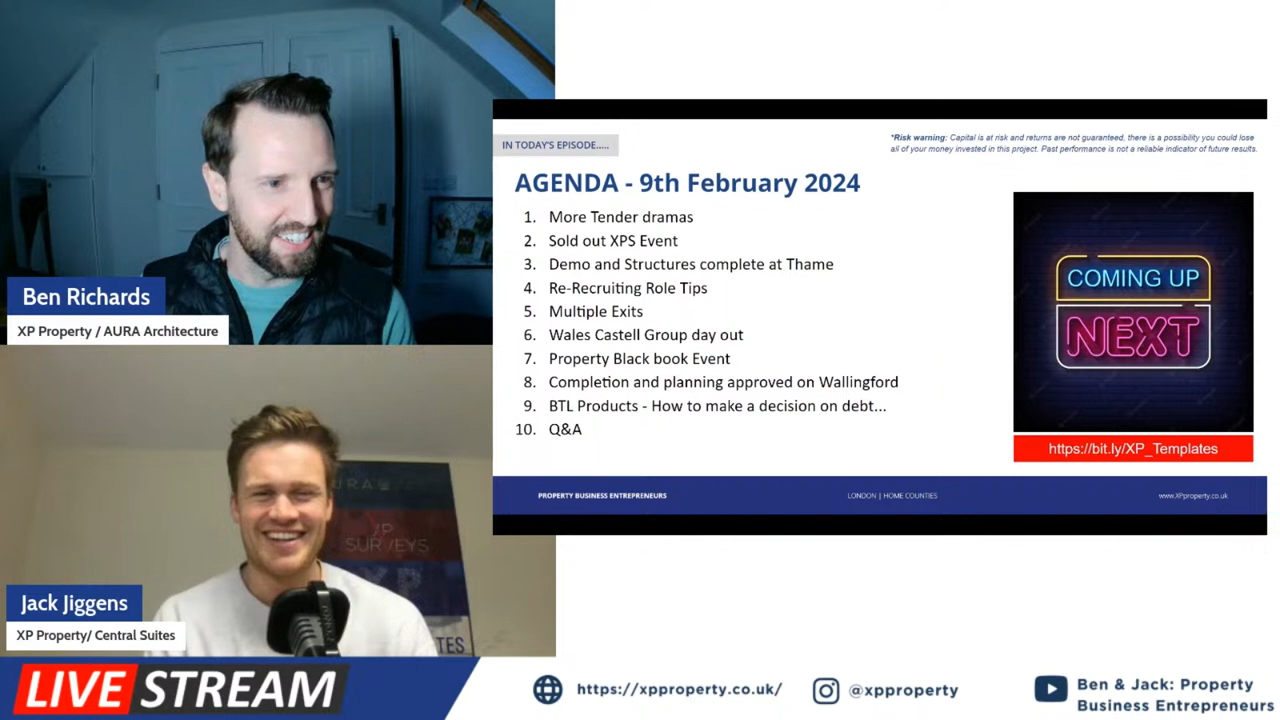 Ben Richards
XP Property / AURA Architecture
URA
XP
SURVEYS
XP
TES
Jack Jiggens
XP Property/ Central Suites
IN TODAY'S EPISODE.....
*Risk warning: Capital is at risk and returns are not guaranteed, there is a possibility you could lose
all of your money invested in this project. Past performance is not a reliable indicator of future results.
AGENDA - 9th February 2024
1. More Tender dramas
2. Sold out XPS Event
3. Demo and Structures complete at Thame
4. Re-Recruiting Role Tips
5. Multiple Exits
6. Wales Castell Group day out
7. Property Black book Event
8. Completion and planning approved on Wallingford
9. BTL Products - How to make a decision on debt...
10. Q&A
COMING UP
NEXT
https://bit.ly/XP_Templates
PROPERTY BUSINESS ENTREPRENEURS
LONDON | HOME COUNTIES
www.XPproperty.co.uk
LIVE STREAM
https://xpproperty.co.uk/
@xpproperty
Ben & Jack: Property
Business Entrepreneurs